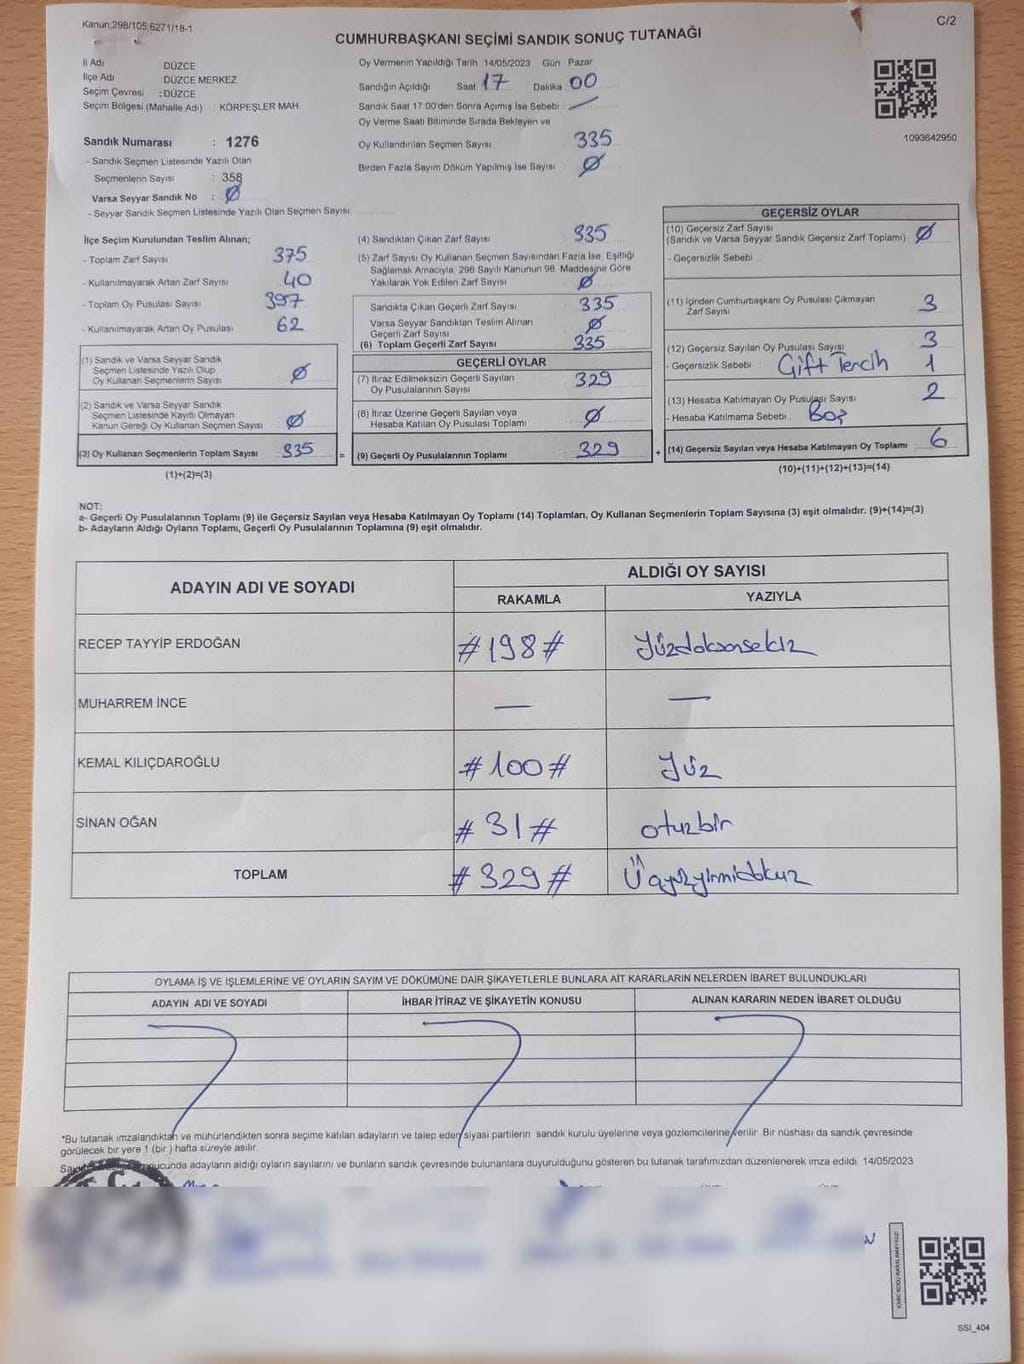 Kanun:298/105;6271/18-1
C/2
CUMHURBAŞKANI SEÇİMİ SANDIK SONUÇ TUTANAĞI
İl Adı DÜZCE
İlçe Adı DÜZCE MERKEZ
Seçim Çevresi : DÜZCE
Seçim Bölgesi (Mahalle Adı) : KÖRPEŞLER MAH
Sandık Numarası : 1276
- Sandık Seçmen Listesinde Yazılı Olan
Seçmenlerin Sayısı : 358
Varsa Seyyar Sandık No : Ø
- Seyyar Sandık Seçmen Listesinde Yazılı Olan Seçmen Sayısı
Oy Vermenin Yapıldığı Tarih 14/05/2023 Gün Pazar
Sandığın Açıldığı Saat 17 Dakika 00
Sandık Saat 17:00'den Sonra Açılmış İse Sebebi : —
Oy Verme Saati Bitiminde Sırada Bekleyen ve
Oy Kullandırılan Seçmen Sayısı 335
Birden Fazla Sayım Döküm Yapılmış İse Sayısı : Ø
1093642950
İlçe Seçim Kurulundan Teslim Alınan;
- Toplam Zarf Sayısı 375
- Kullanılmayarak Artan Zarf Sayısı 40
- Toplam Oy Pusulası Sayısı 397
- Kullanılmayarak Artan Oy Pusulası 62
(1) Sandık ve Varsa Seyyar Sandık
Seçmen Listesinde Yazılı Olup
Oy Kullanan Seçmenlerin Sayısı Ø
(2) Sandık ve Varsa Seyyar Sandık
Seçmen Listesinde Kayıtlı Olmayan
Kanun Gereği Oy Kullanan Seçmen Sayısı Ø
(3) Oy Kullanan Seçmenlerin Toplam Sayısı 335
(1)+(2)=(3)
(4) Sandıktan Çıkan Zarf Sayısı 335
(5) Zarf Sayısı Oy Kullanan Seçmen Sayısından Fazla İse, Eşitliği
Sağlamak Amacıyla, 298 Sayılı Kanunun 98. Maddesine Göre
Yakılarak Yok Edilen Zarf Sayısı Ø
Sandıkta Çıkan Geçerli Zarf Sayısı 335
Varsa Seyyar Sandıktan Teslim Alınan
Geçerli Zarf Sayısı Ø
(6) Toplam Geçerli Zarf Sayısı 335
GEÇERLİ OYLAR
(7) İtiraz Edilmeksizin Geçerli Sayılan
Oy Pusulalarının Sayısı 329
(8) İtiraz Üzerine Geçerli Sayılan veya
Hesaba Katılan Oy Pusulası Toplamı Ø
= (9) Geçerli Oy Pusulalarının Toplamı 329
GEÇERSİZ OYLAR
(10) Geçersiz Zarf Sayısı
(Sandık ve Varsa Seyyar Sandık Geçersiz Zarf Toplamı) Ø
- Geçersizlik Sebebi :
(11) İçinden Cumhurbaşkanı Oy Pusulası Çıkmayan
Zarf Sayısı 3
(12) Geçersiz Sayılan Oy Pusulası Sayısı 3
- Geçersizlik Sebebi : Çift Tercih 1
(13) Hesaba Katılmayan Oy Pusulası Sayısı 2
- Hesaba Katılmama Sebebi : Boş
+ (14) Geçersiz Sayılan veya Hesaba Katılmayan Oy Toplamı 6
(10)+(11)+(12)+(13)=(14)
NOT:
a- Geçerli Oy Pusulalarının Toplamı (9) ile Geçersiz Sayılan veya Hesaba Katılmayan Oy Toplamı (14) Toplamları, Oy Kullanan Seçmenlerin Toplam Sayısına (3) eşit olmalıdır. (9)+(14)=(3)
b- Adayların Aldığı Oyların Toplamı, Geçerli Oy Pusulalarının Toplamına (9) eşit olmalıdır.
ADAYIN ADI VE SOYADI
ALDIĞI OY SAYISI
RAKAMLA YAZIYLA
RECEP TAYYİP ERDOĞAN #198# Yüzdoksansekiz
MUHARREM İNCE — —
KEMAL KILIÇDAROĞLU #100# Yüz
SİNAN OĞAN #31# otuzbir
TOPLAM #329# Üçyüzyirmidokuz
OYLAMA İŞ VE İŞLEMLERİNE VE OYLARIN SAYIM VE DÖKÜMÜNE DAİR ŞİKAYETLERLE BUNLARA AİT KARARLARIN NELERDEN İBARET BULUNDUKLARI
ADAYIN ADI VE SOYADI İHBAR İTİRAZ VE ŞİKAYETİN KONUSU ALINAN KARARIN NEDEN İBARET OLDUĞU
*Bu tutanak imzalandıktan ve mühürlendikten sonra seçime katılan adayların ve talep eden siyasi partilerin sandık kurulu üyelerine veya gözlemcilerine verilir. Bir nüshası da sandık çevresinde
görülecek bir yere 1 (bir) hafta süreyle asılır.
sonucunda adayların aldığı oyların sayılarını ve bunların sandık çevresinde bulunanlara duyurulduğunu gösteren bu tutanak tarafımızdan düzenlenerek imza edildi. 14/05/2023
KARE KODU KARALAMAYINIZ!
SSI_404